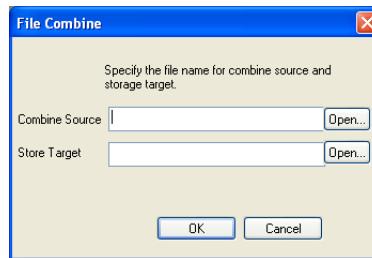 File Combine
Specify the file name for combine source and
storage target.
Combine Source
Open...
Store Target
Open...
OK
Cancel